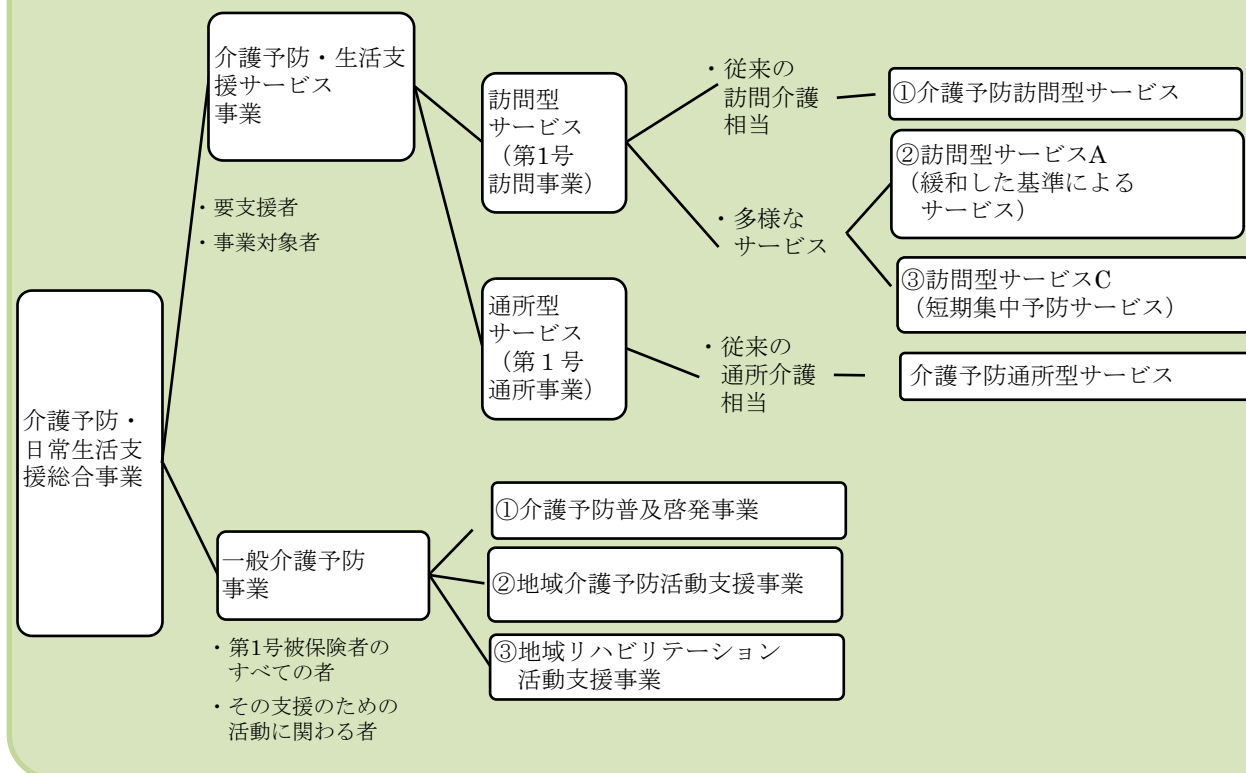 介護予防・生活支
援サービス
事業
・要支援者
・事業対象者
訪問型
サービス
（第1号
訪問事業）
・従来の
訪問介護
相当
①介護予防訪問型サービス
・多様な
サービス
②訪問型サービスA
（緩和した基準による
サービス）
③訪問型サービスC
（短期集中予防サービス）
通所型
サービス
（第１号
通所事業）
・従来の
通所介護
相当
介護予防通所型サービス
介護予防・
日常生活支
援総合事業
一般介護予防
事業
・第1号被保険者の
すべての者
・その支援のための
活動に関わる者
①介護予防普及啓発事業
②地域介護予防活動支援事業
③地域リハビリテーション
活動支援事業